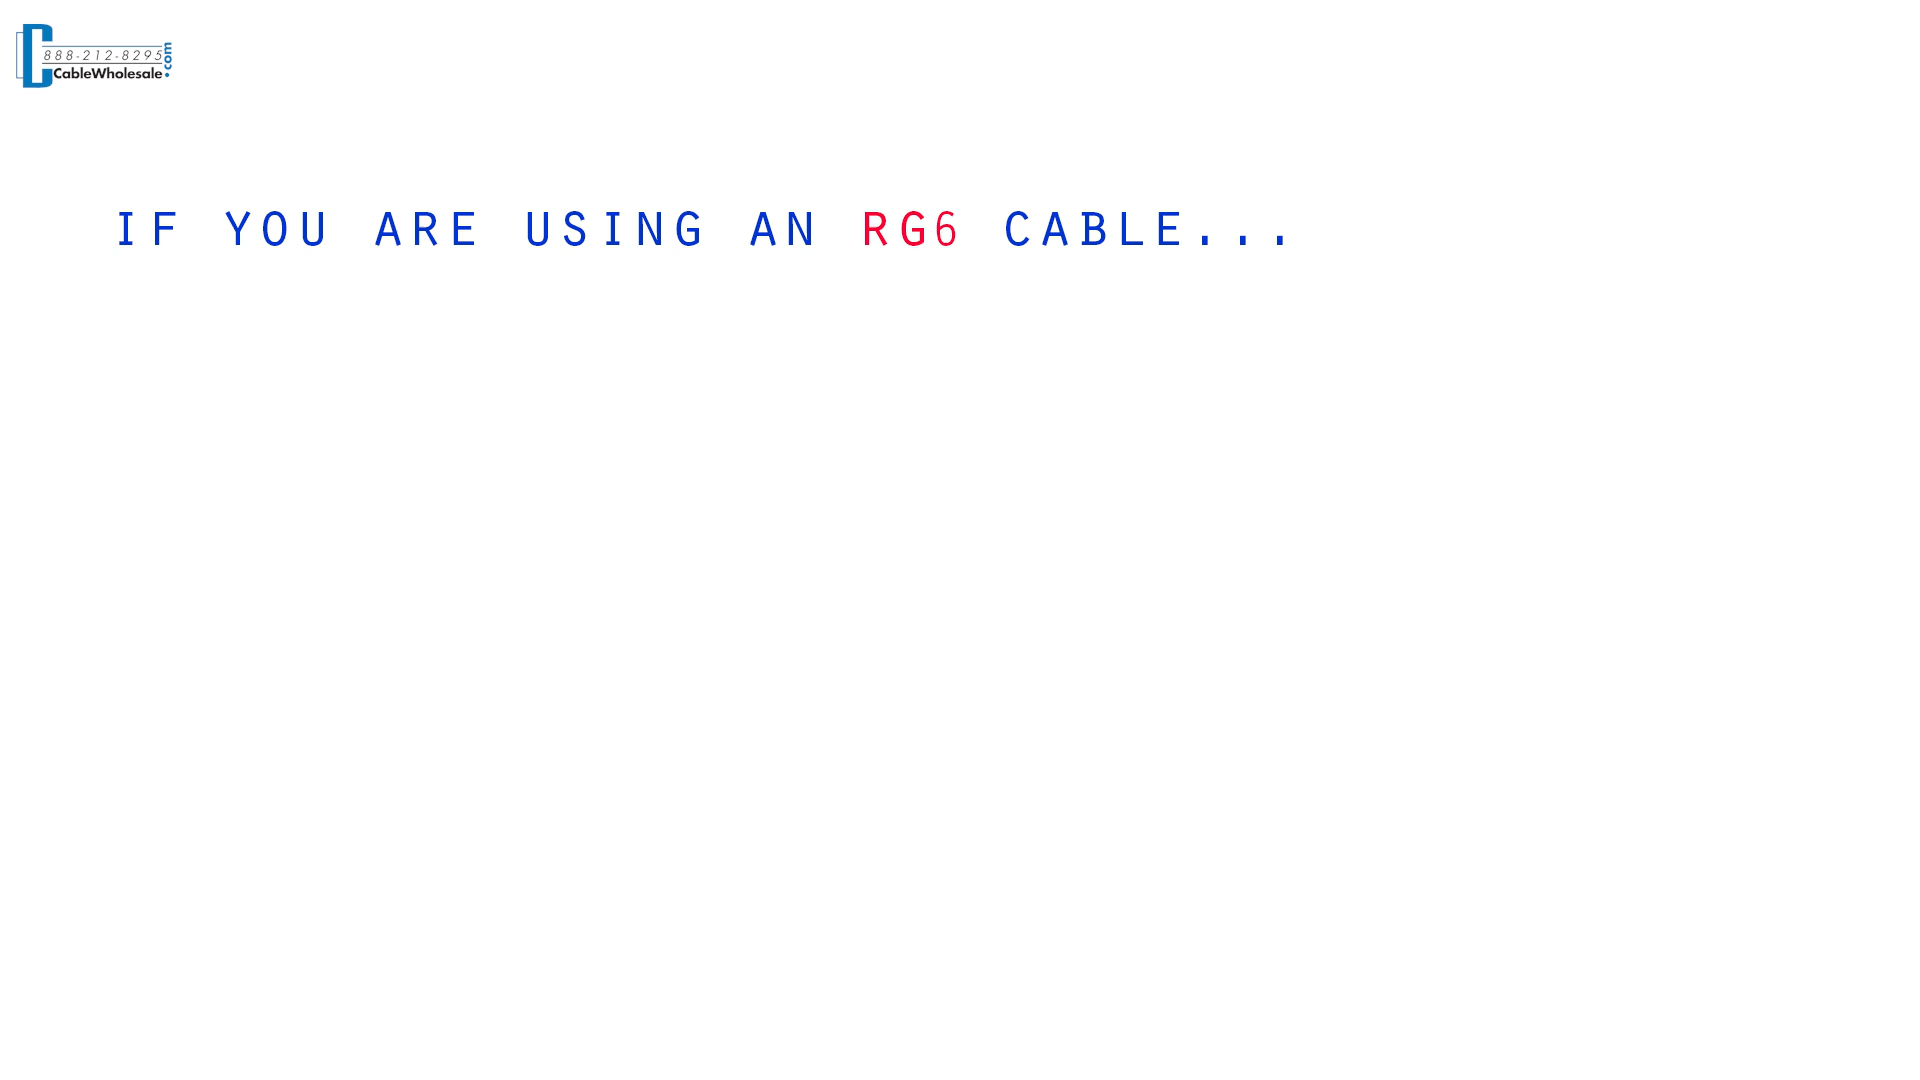 888-212-8295
CableWholesale.com
IF YOU ARE USING AN RG6 CABLE...